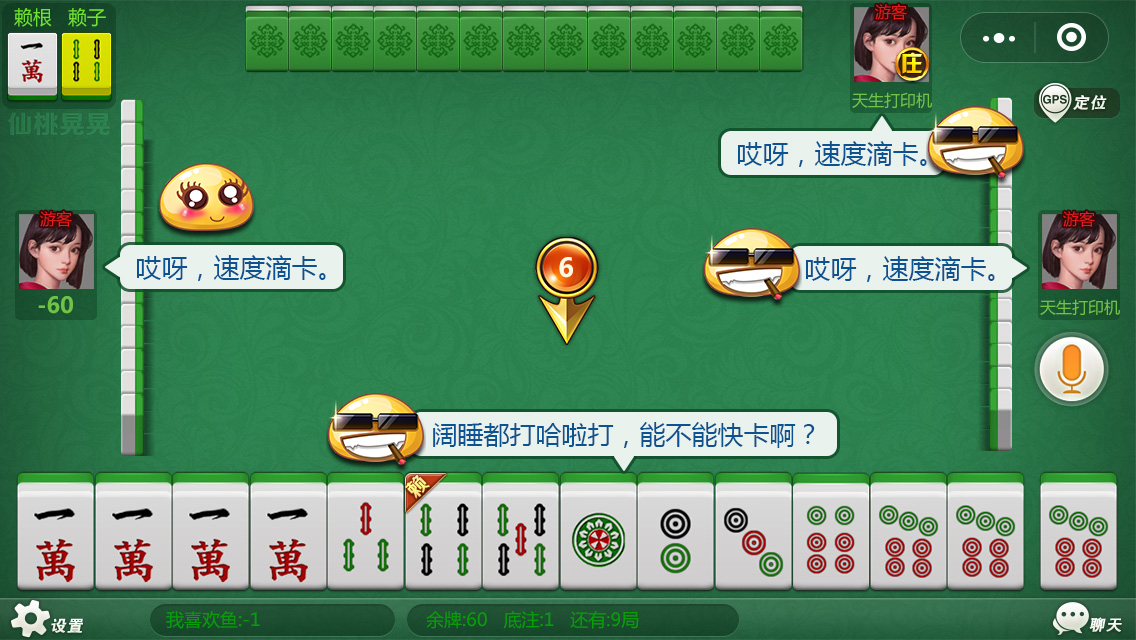 赖根 赖子
一萬
仙桃晃晃
游客
庄
天生打印机
GPS 定位
哎呀，速度滴卡。
游客
-60
哎呀，速度滴卡。
6
哎呀，速度滴卡。
游客
天生打印机
阔睡都打哈啦打，能不能快卡啊？
赖
一萬 一萬 一萬 一萬
设置
我喜欢鱼:-1
余牌:60 底注:1 还有:9局
聊天